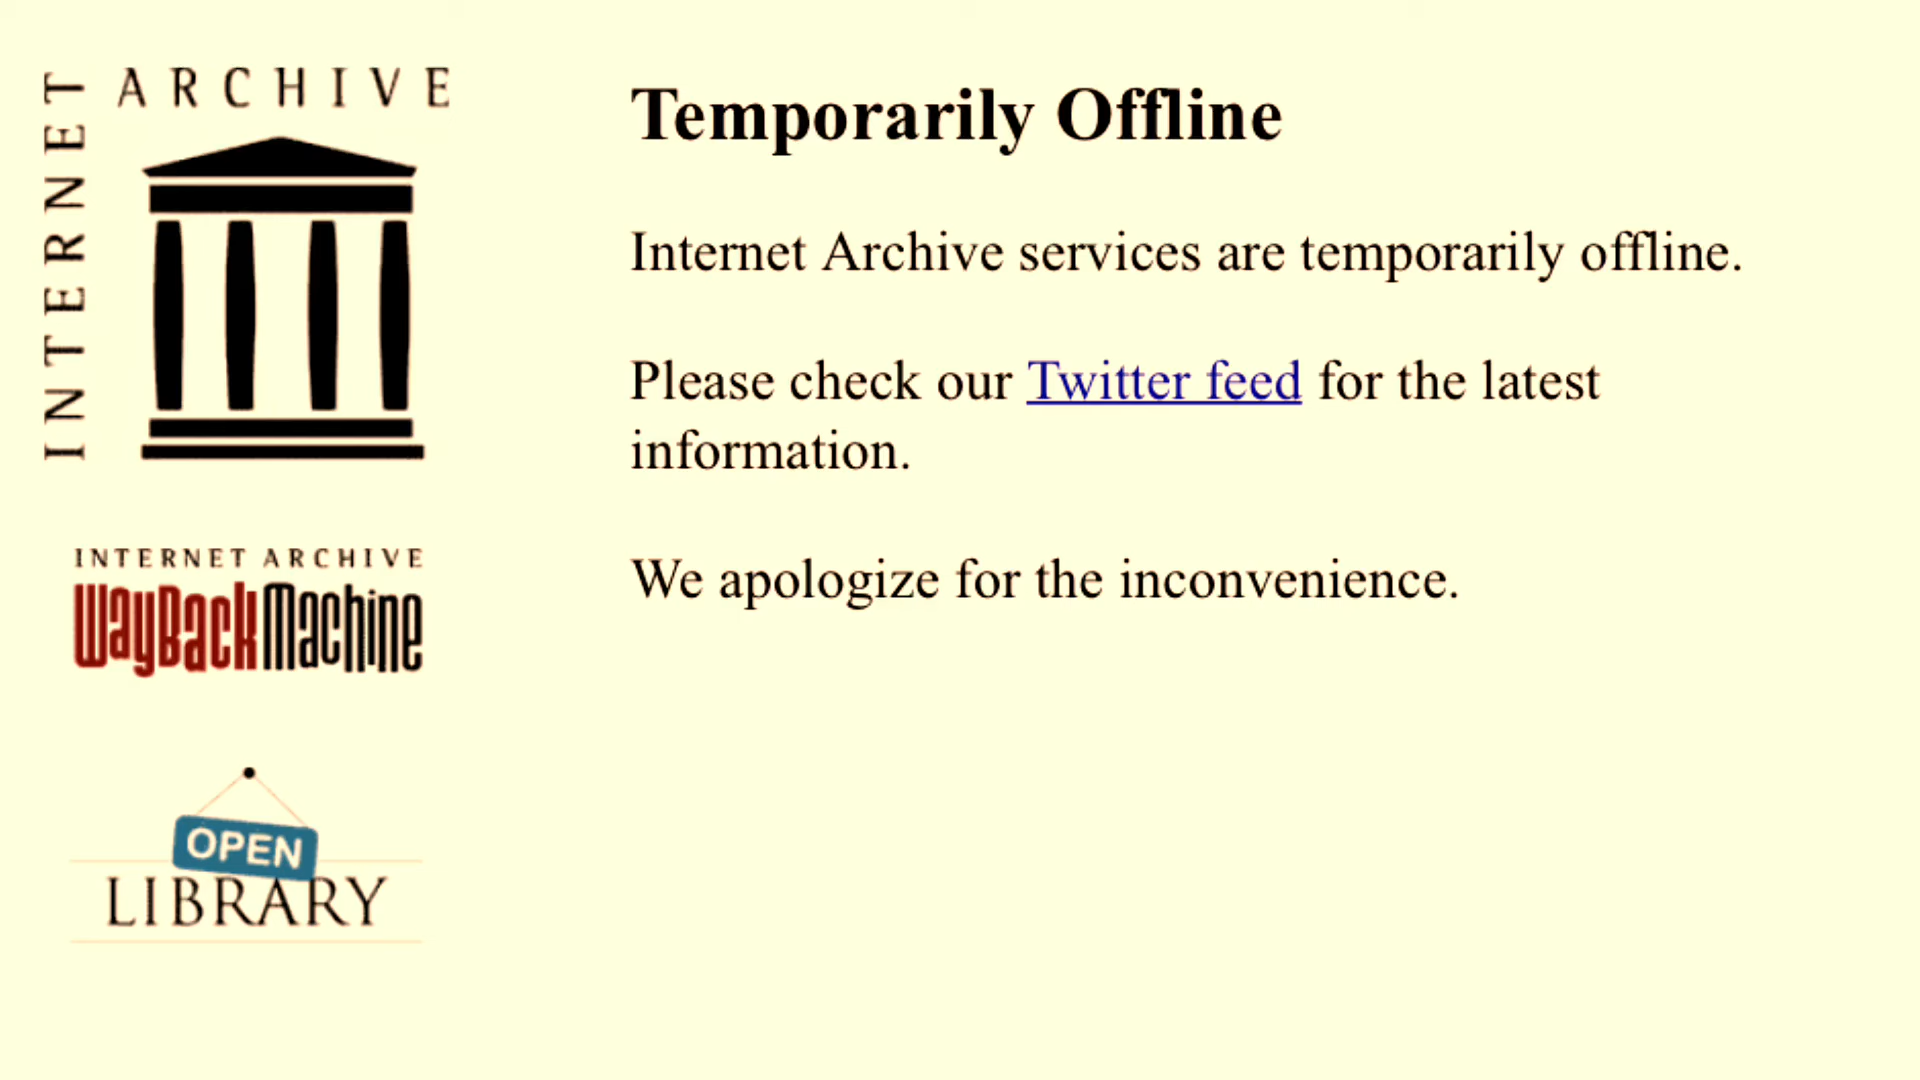 INTERNET
ARCHIVE
INTERNET ARCHIVE
WayBackMachine
OPEN
LIBRARY
Temporarily Offline
Internet Archive services are temporarily offline.
Please check our Twitter feed for the latest
information.
We apologize for the inconvenience.